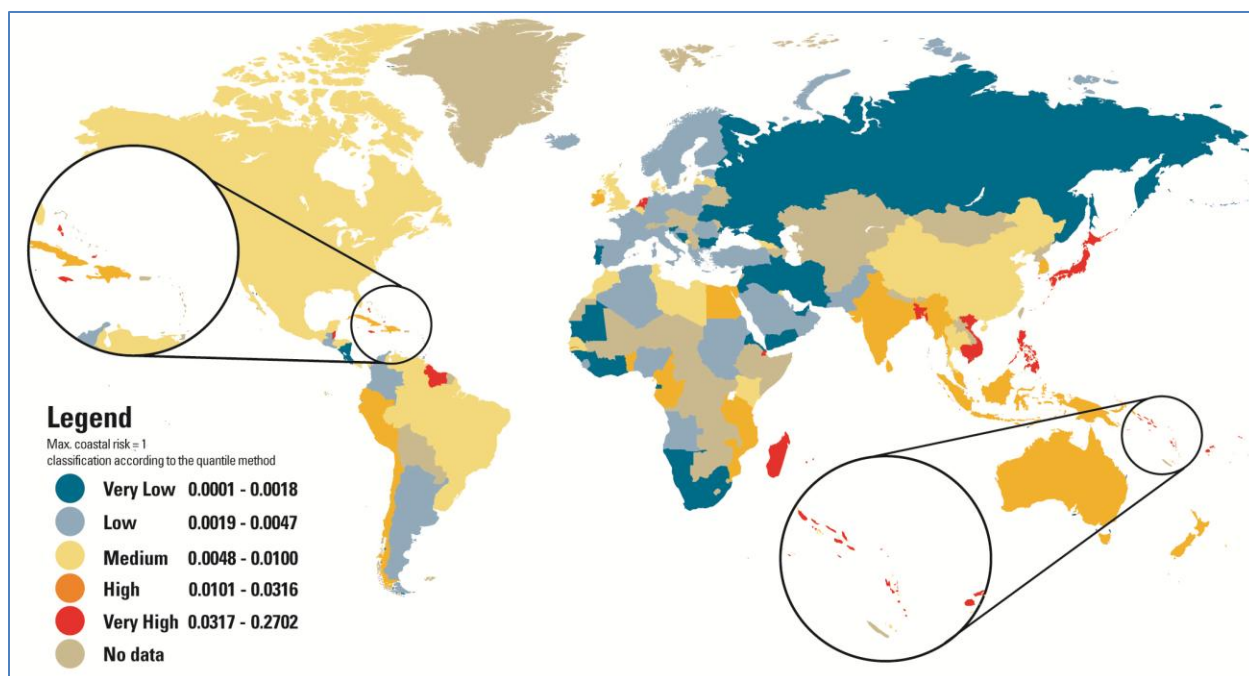 Legend
Max. coastal risk = 1
classification according to the quantile method
Very Low 0.0001 - 0.0018
Low 0.0019 - 0.0047
Medium 0.0048 - 0.0100
High 0.0101 - 0.0316
Very High 0.0317 - 0.2702
No data